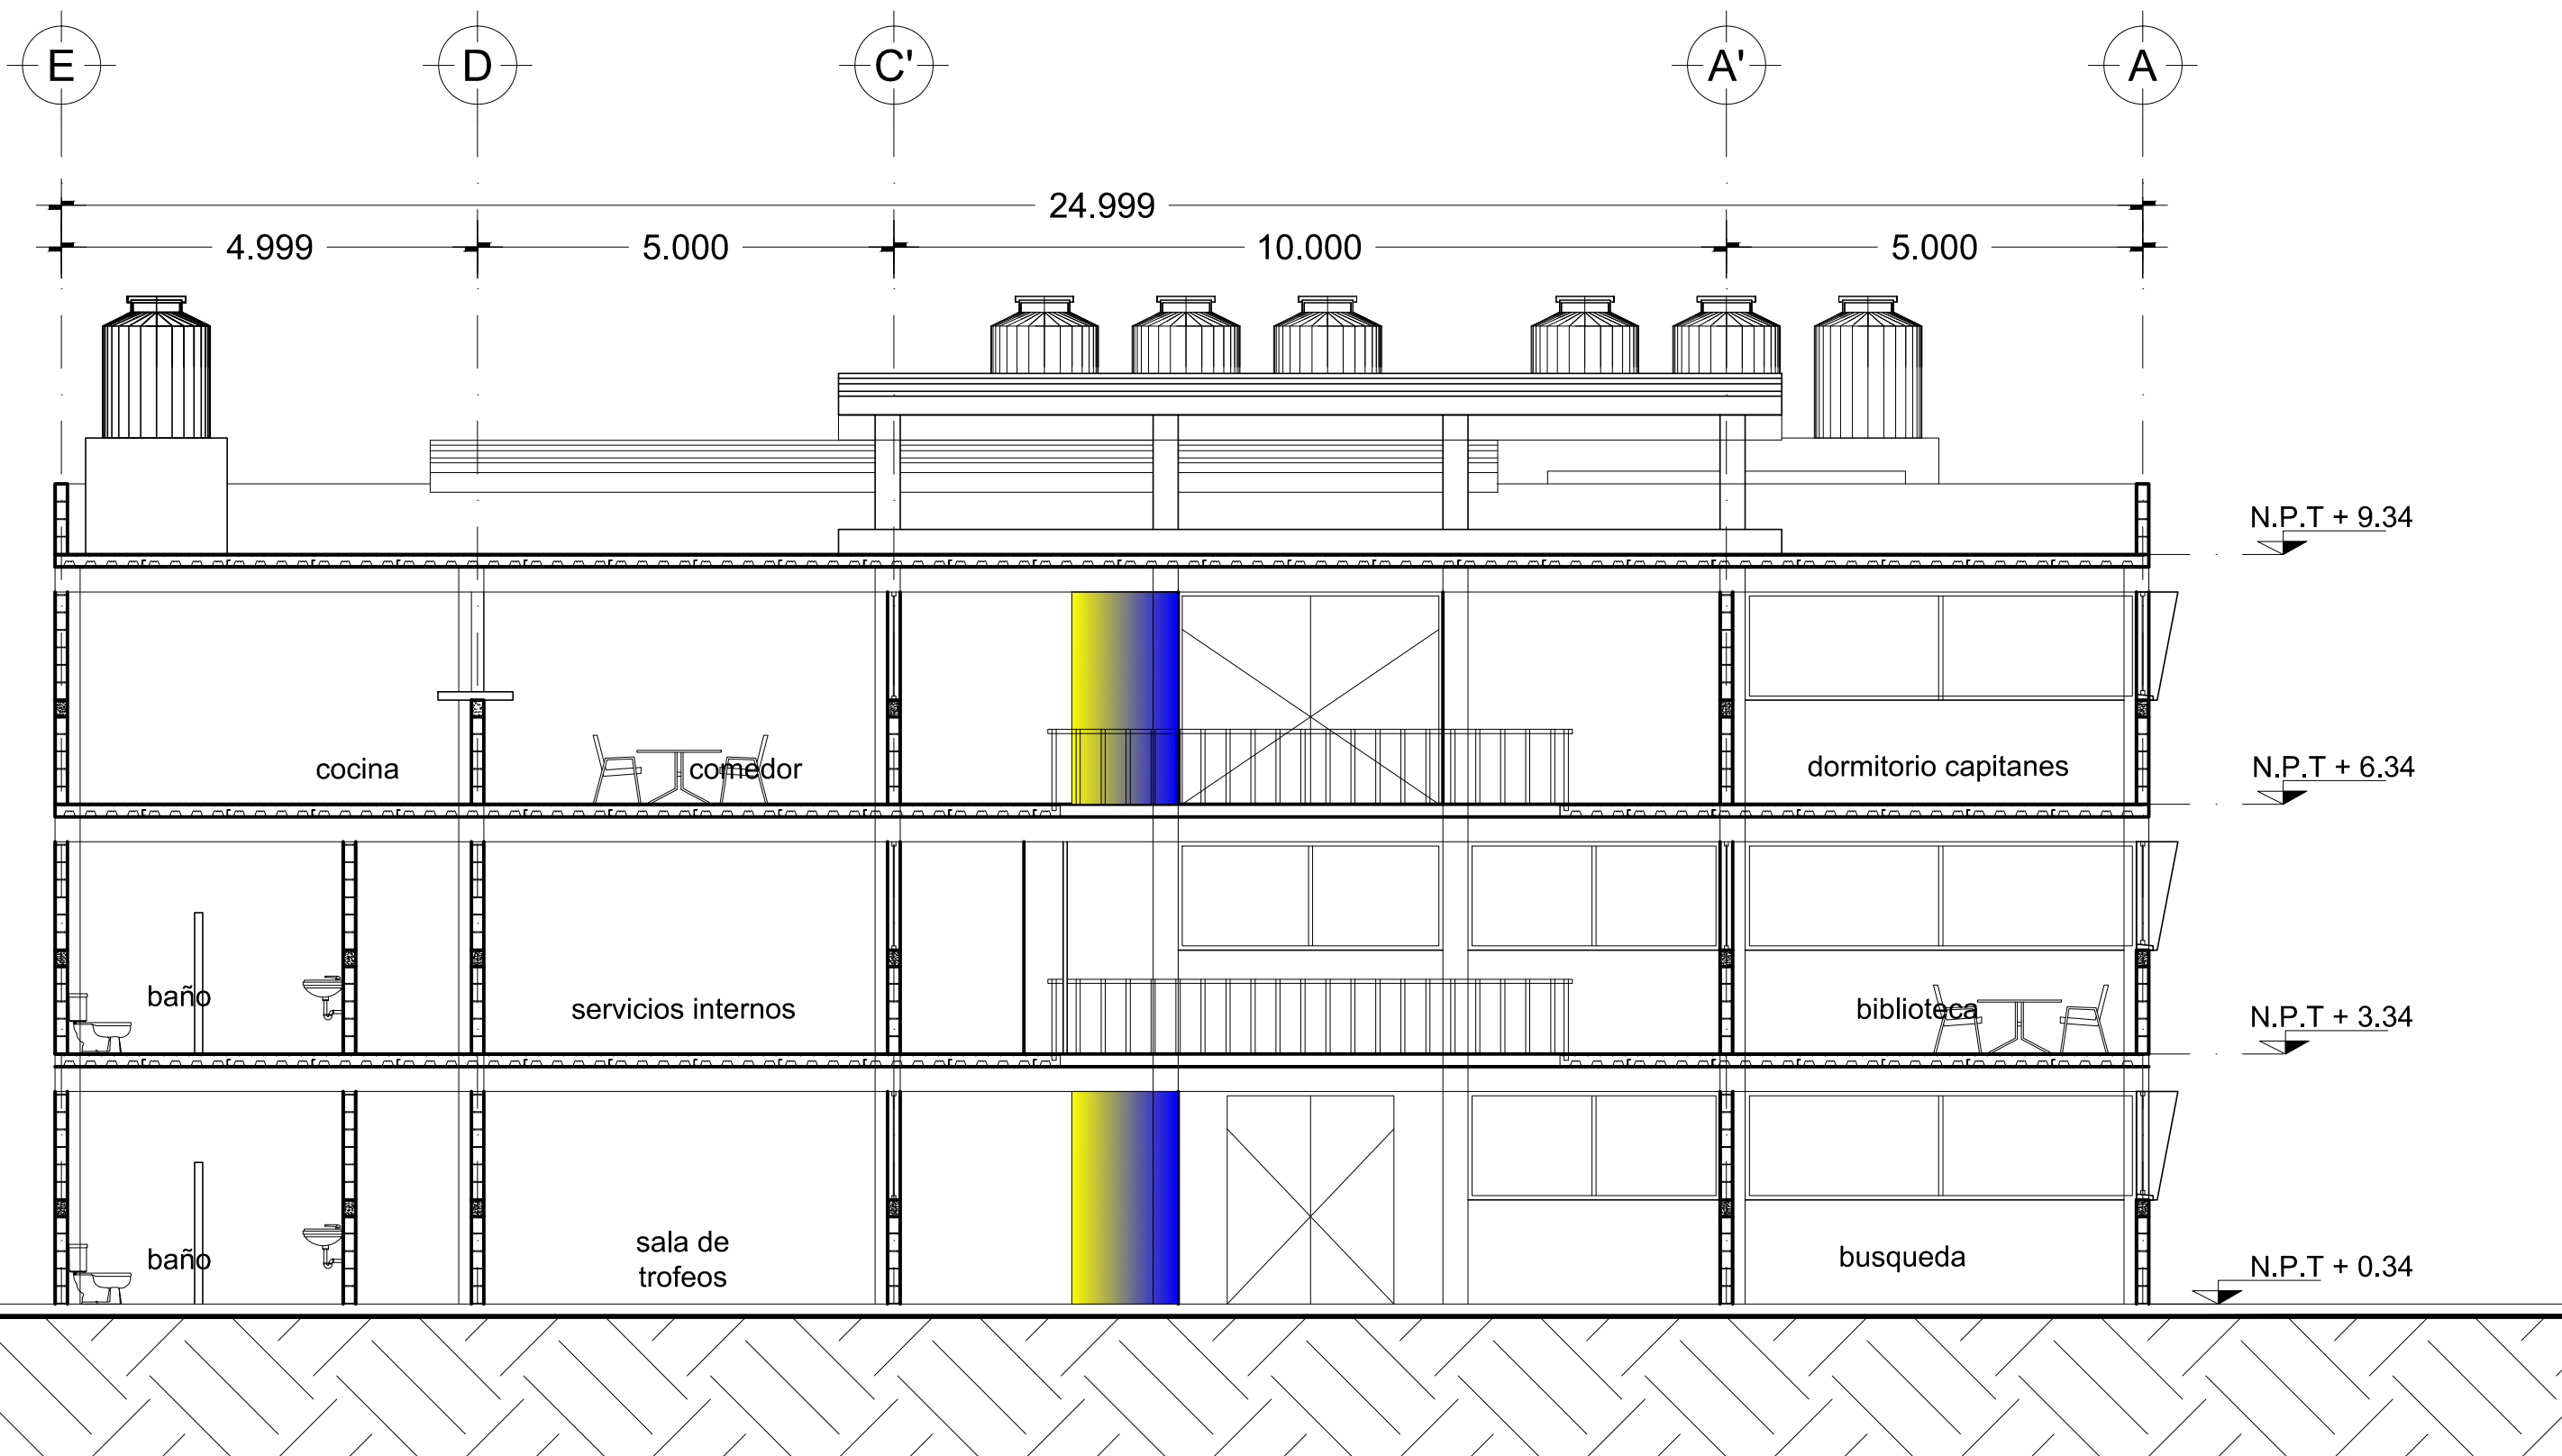 E D C' A' A
24.999
4.999 5.000 10.000 5.000
N.P.T + 9.34
cocina comedor dormitorio capitanes N.P.T + 6.34
baño servicios internos biblioteca N.P.T + 3.34
sala de
trofeos
baño busqueda N.P.T + 0.34